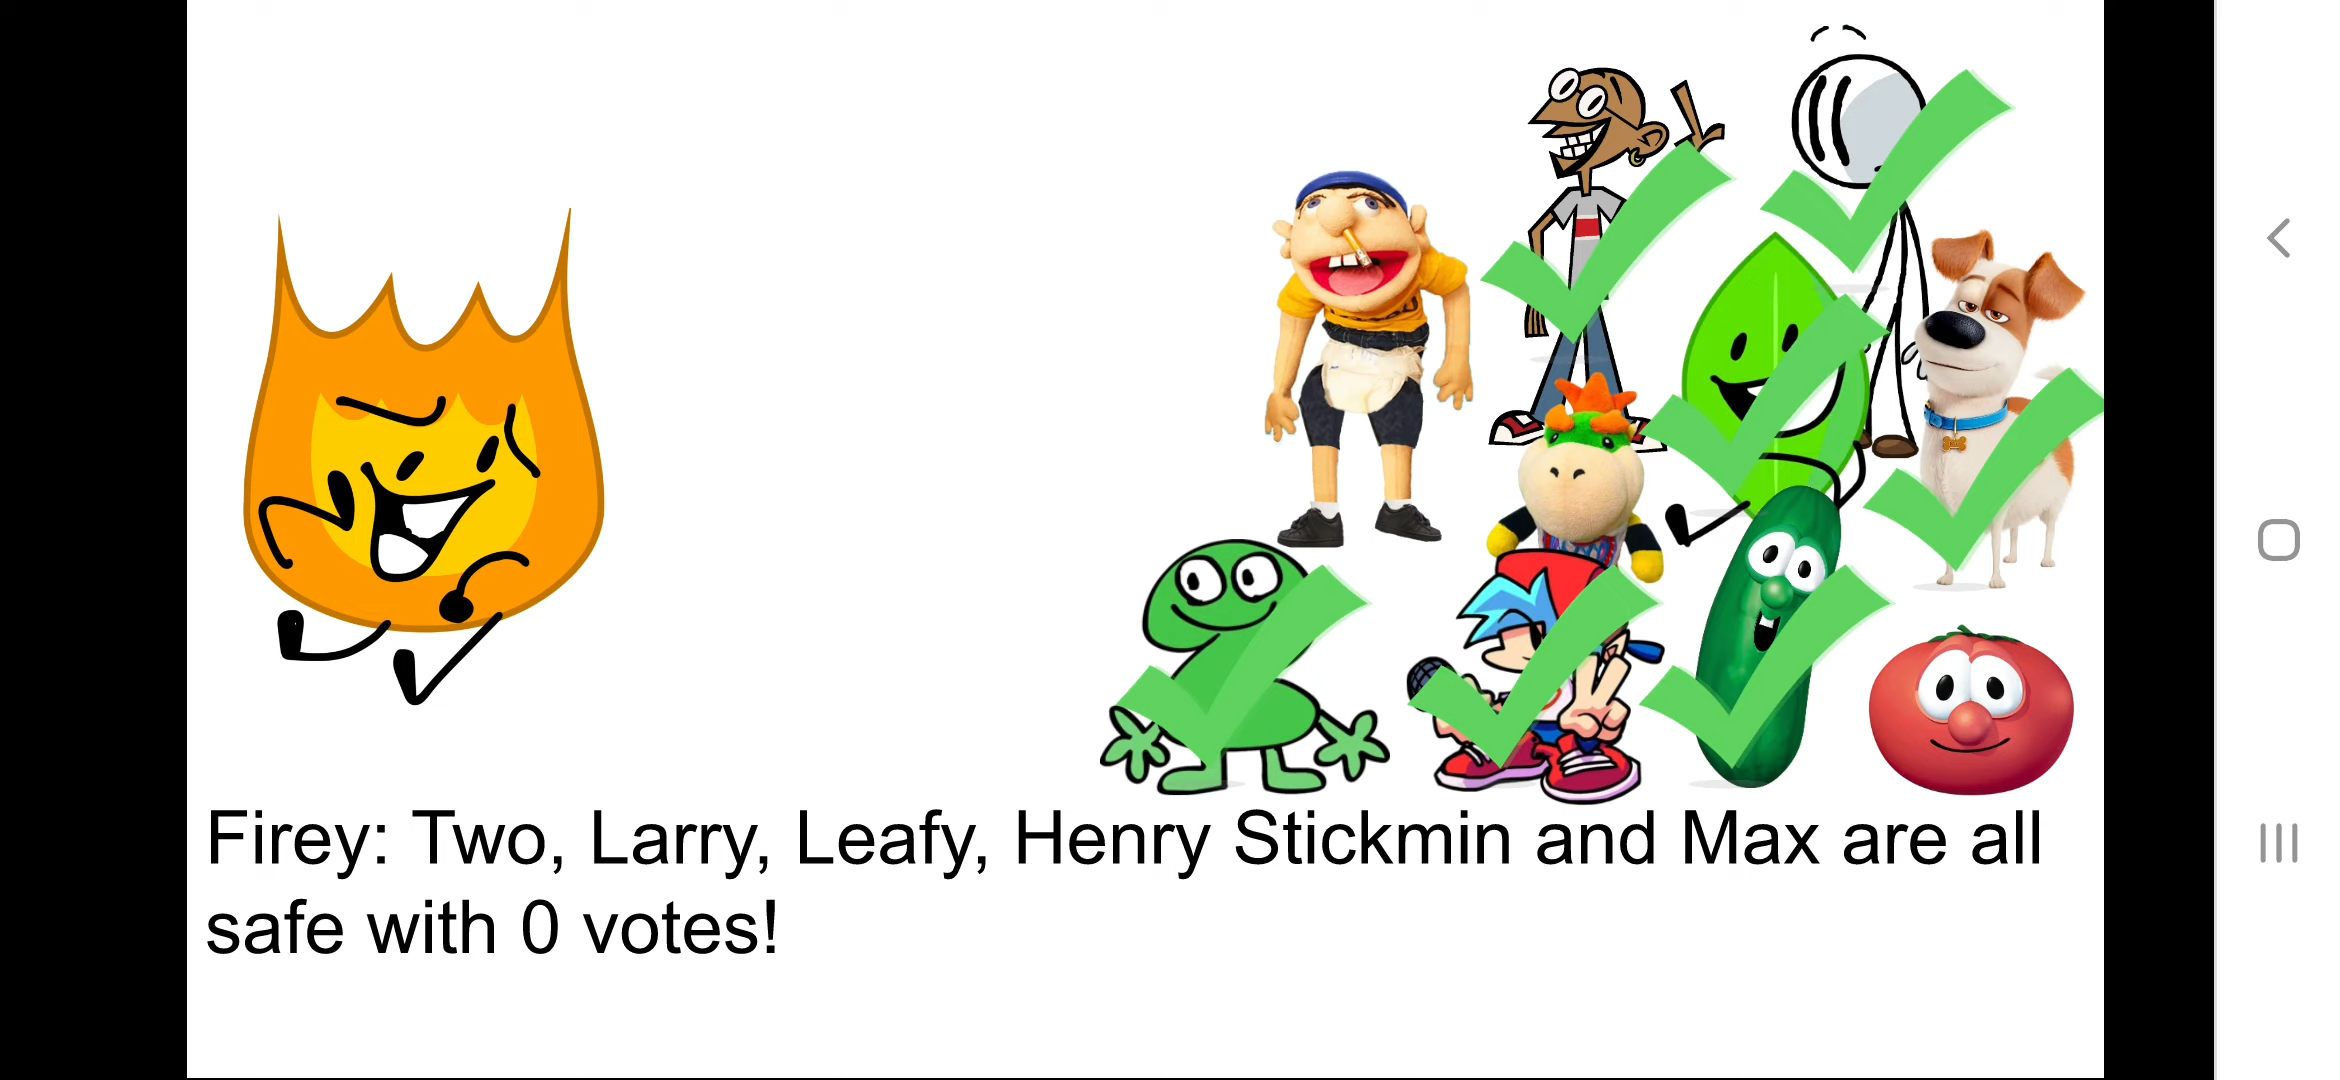 Firey: Two, Larry, Leafy, Henry Stickmin and Max are all
safe with 0 votes!